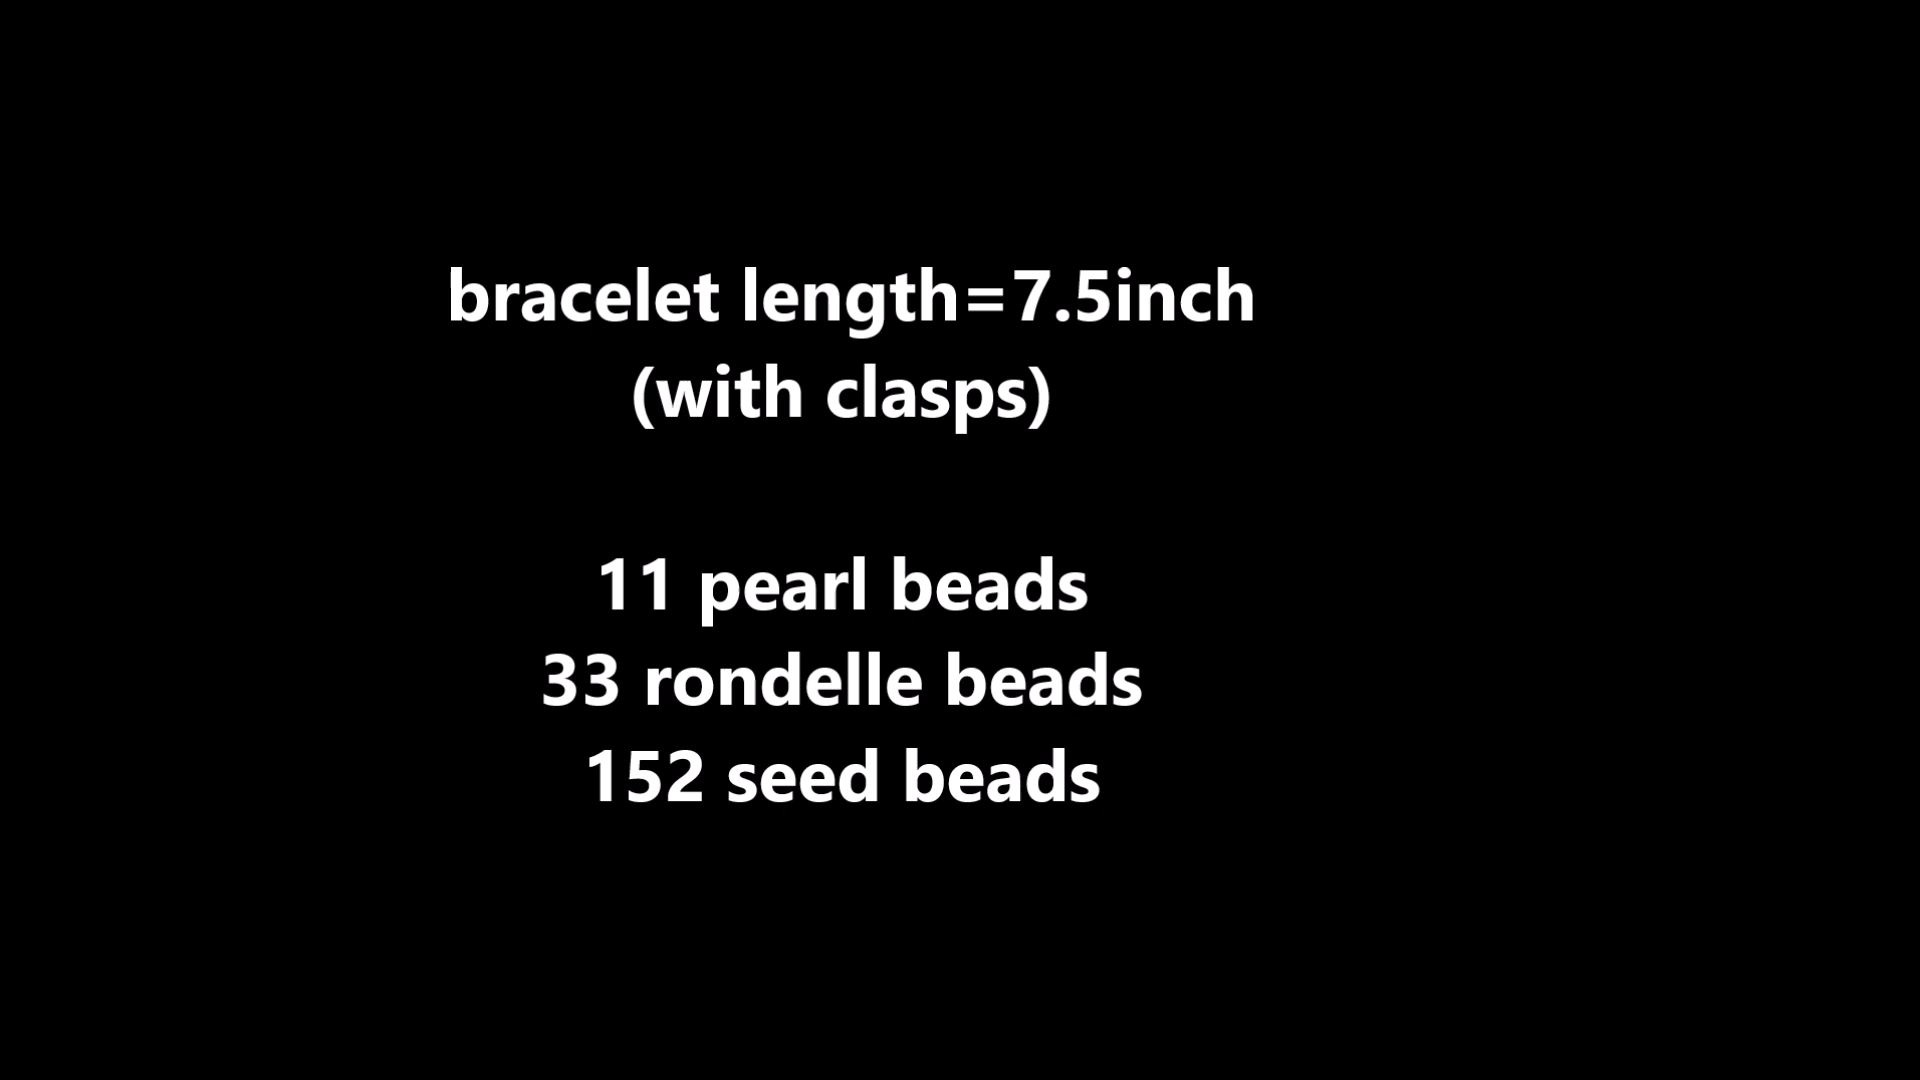 bracelet length=7.5inch
(with clasps)
11 pearl beads
33 rondelle beads
152 seed beads